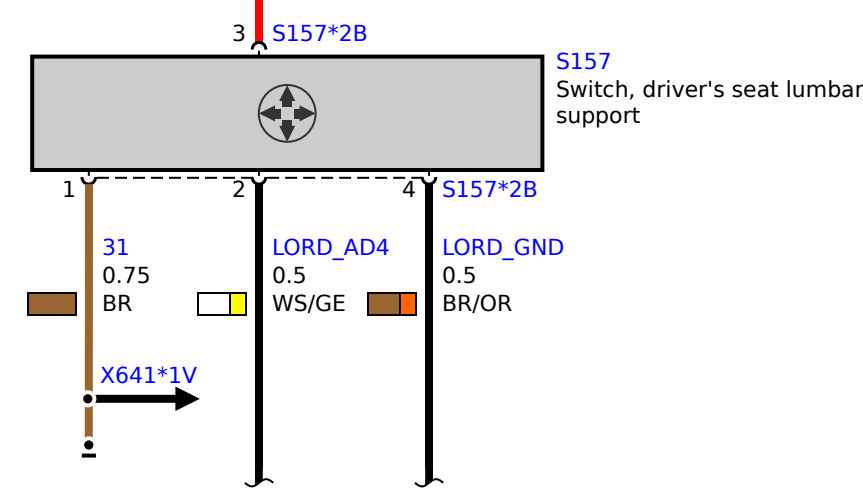 3 S157*2B
S157
Switch, driver's seat lumbar
support
1 2 4 S157*2B
31 LORD_AD4 LORD_GND
0.75 0.5 0.5
BR WS/GE BR/OR
X641*1V